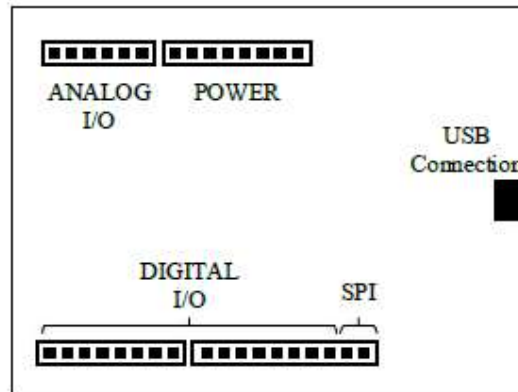 ANALOG
I/O
POWER
USB
Connection
DIGITAL
I/O
SPI